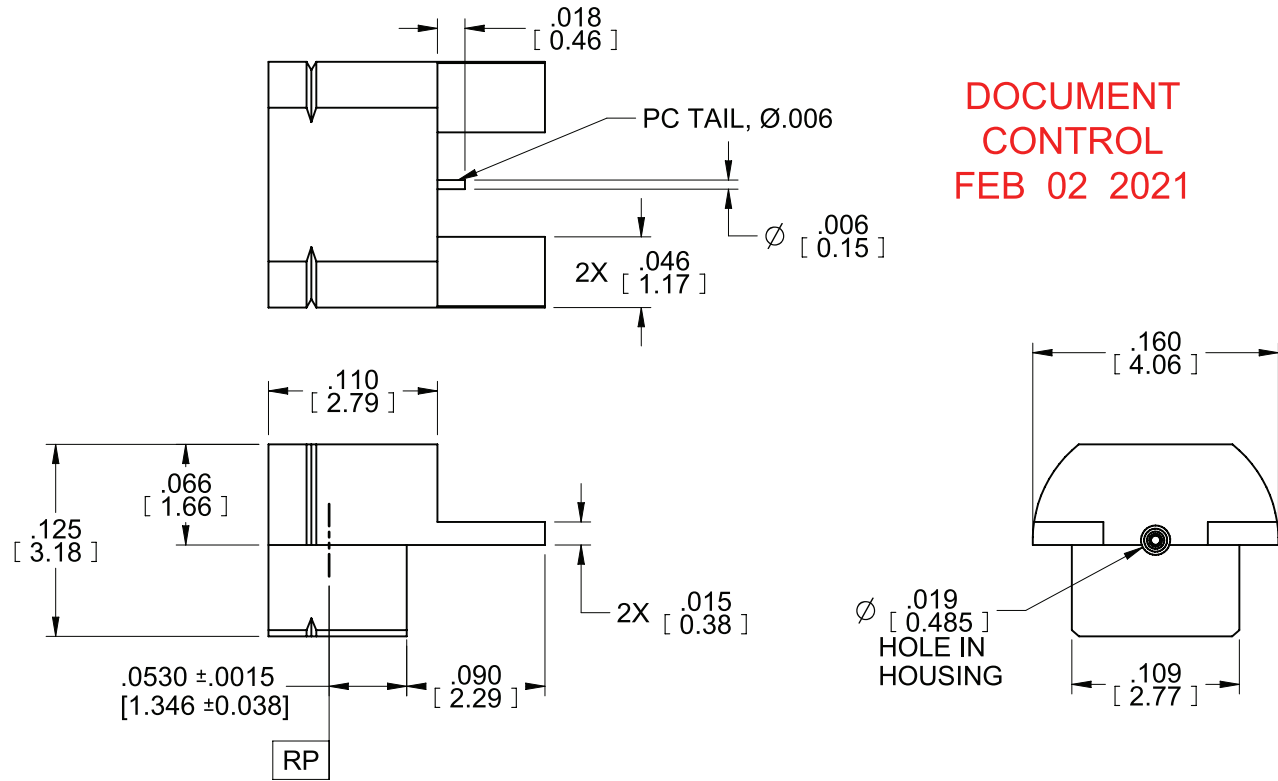 .018
[ 0.46 ]
PC TAIL, Ø.006
DOCUMENT
CONTROL
FEB 02 2021
Ø .006
[ 0.15 ]
2X .046
[ 1.17 ]
.160
[ 4.06 ]
.110
[ 2.79 ]
.066
[ 1.66 ]
.125
[ 3.18 ]
2X .015
[ 0.38 ]
Ø .019
[ 0.485 ]
HOLE IN
HOUSING
.0530 ±.0015
[1.346 ±0.038]
.090
[ 2.29 ]
.109
[ 2.77 ]
RP